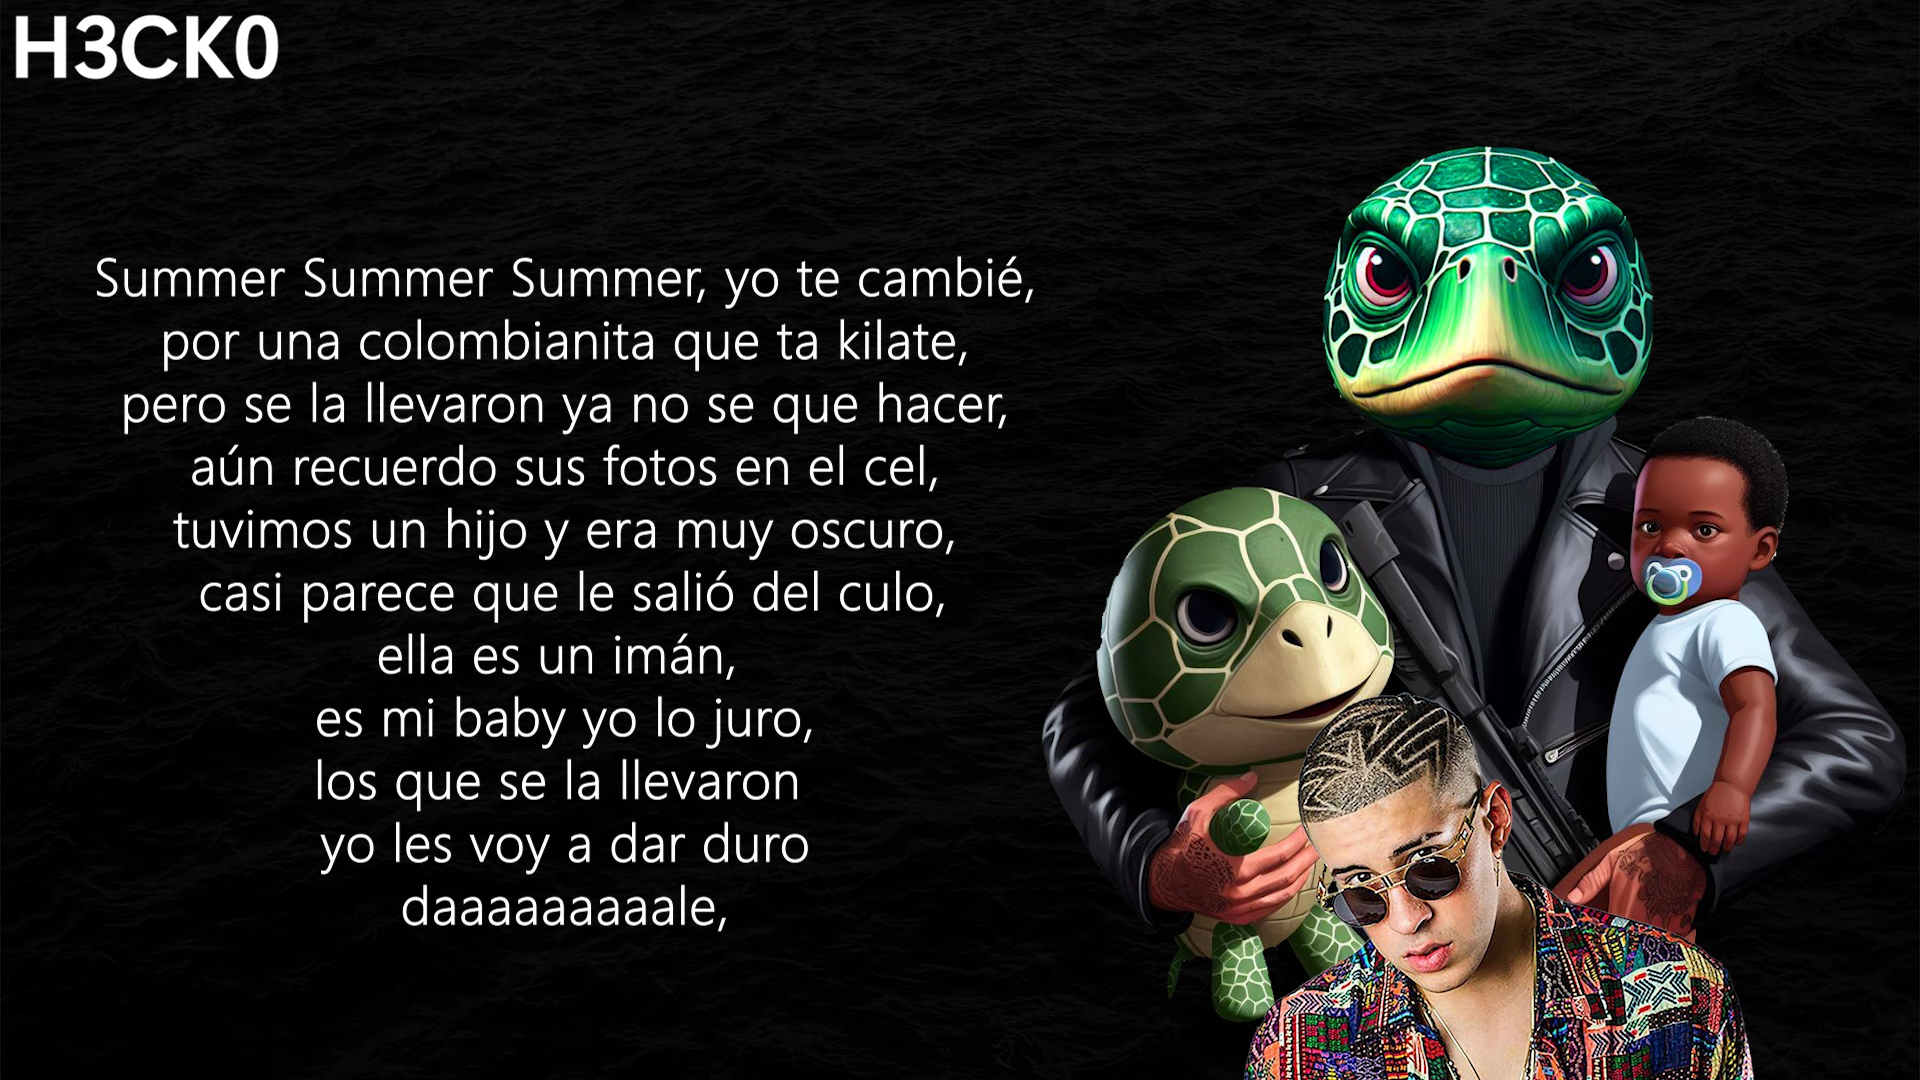 H3CK0
Summer Summer Summer, yo te cambié,
por una colombianita que ta kilate,
pero se la llevaron ya no se que hacer,
aún recuerdo sus fotos en el cel,
tuvimos un hijo y era muy oscuro,
casi parece que le salió del culo,
ella es un imán,
es mi baby yo lo juro,
los que se la llevaron
yo les voy a dar duro
daaaaaaaaaale,